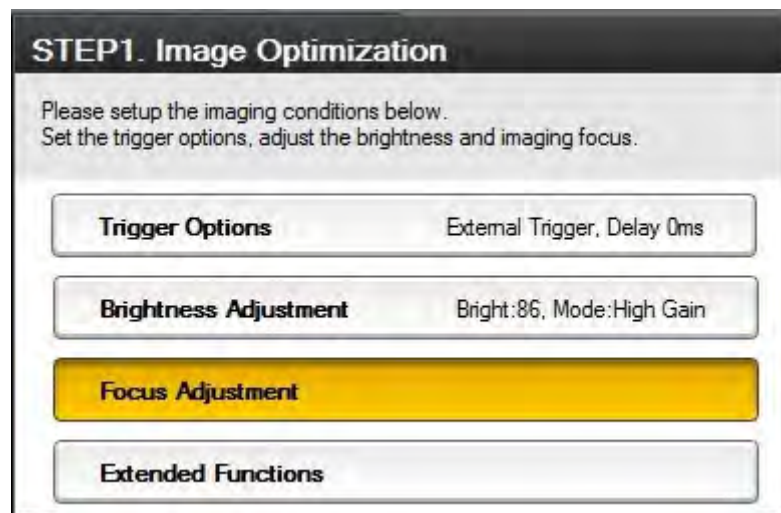 STEP1. Image Optimization
Please setup the imaging conditions below.
Set the trigger options, adjust the brightness and imaging focus.
Trigger Options External Trigger, Delay 0ms
Brightness Adjustment Bright:86, Mode:High Gain
Focus Adjustment
Extended Functions